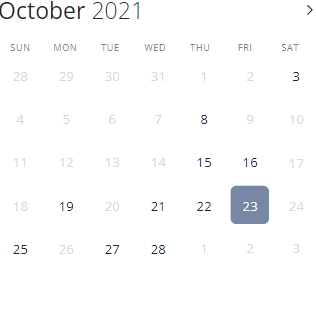 October 2021
SUN MON TUE WED THU FRI SAT
28 29 30 31 1 2 3
4 5 6 7 8 9 10
11 12 13 14 15 16 17
18 19 20 21 22 23 24
25 26 27 28 1 2 3